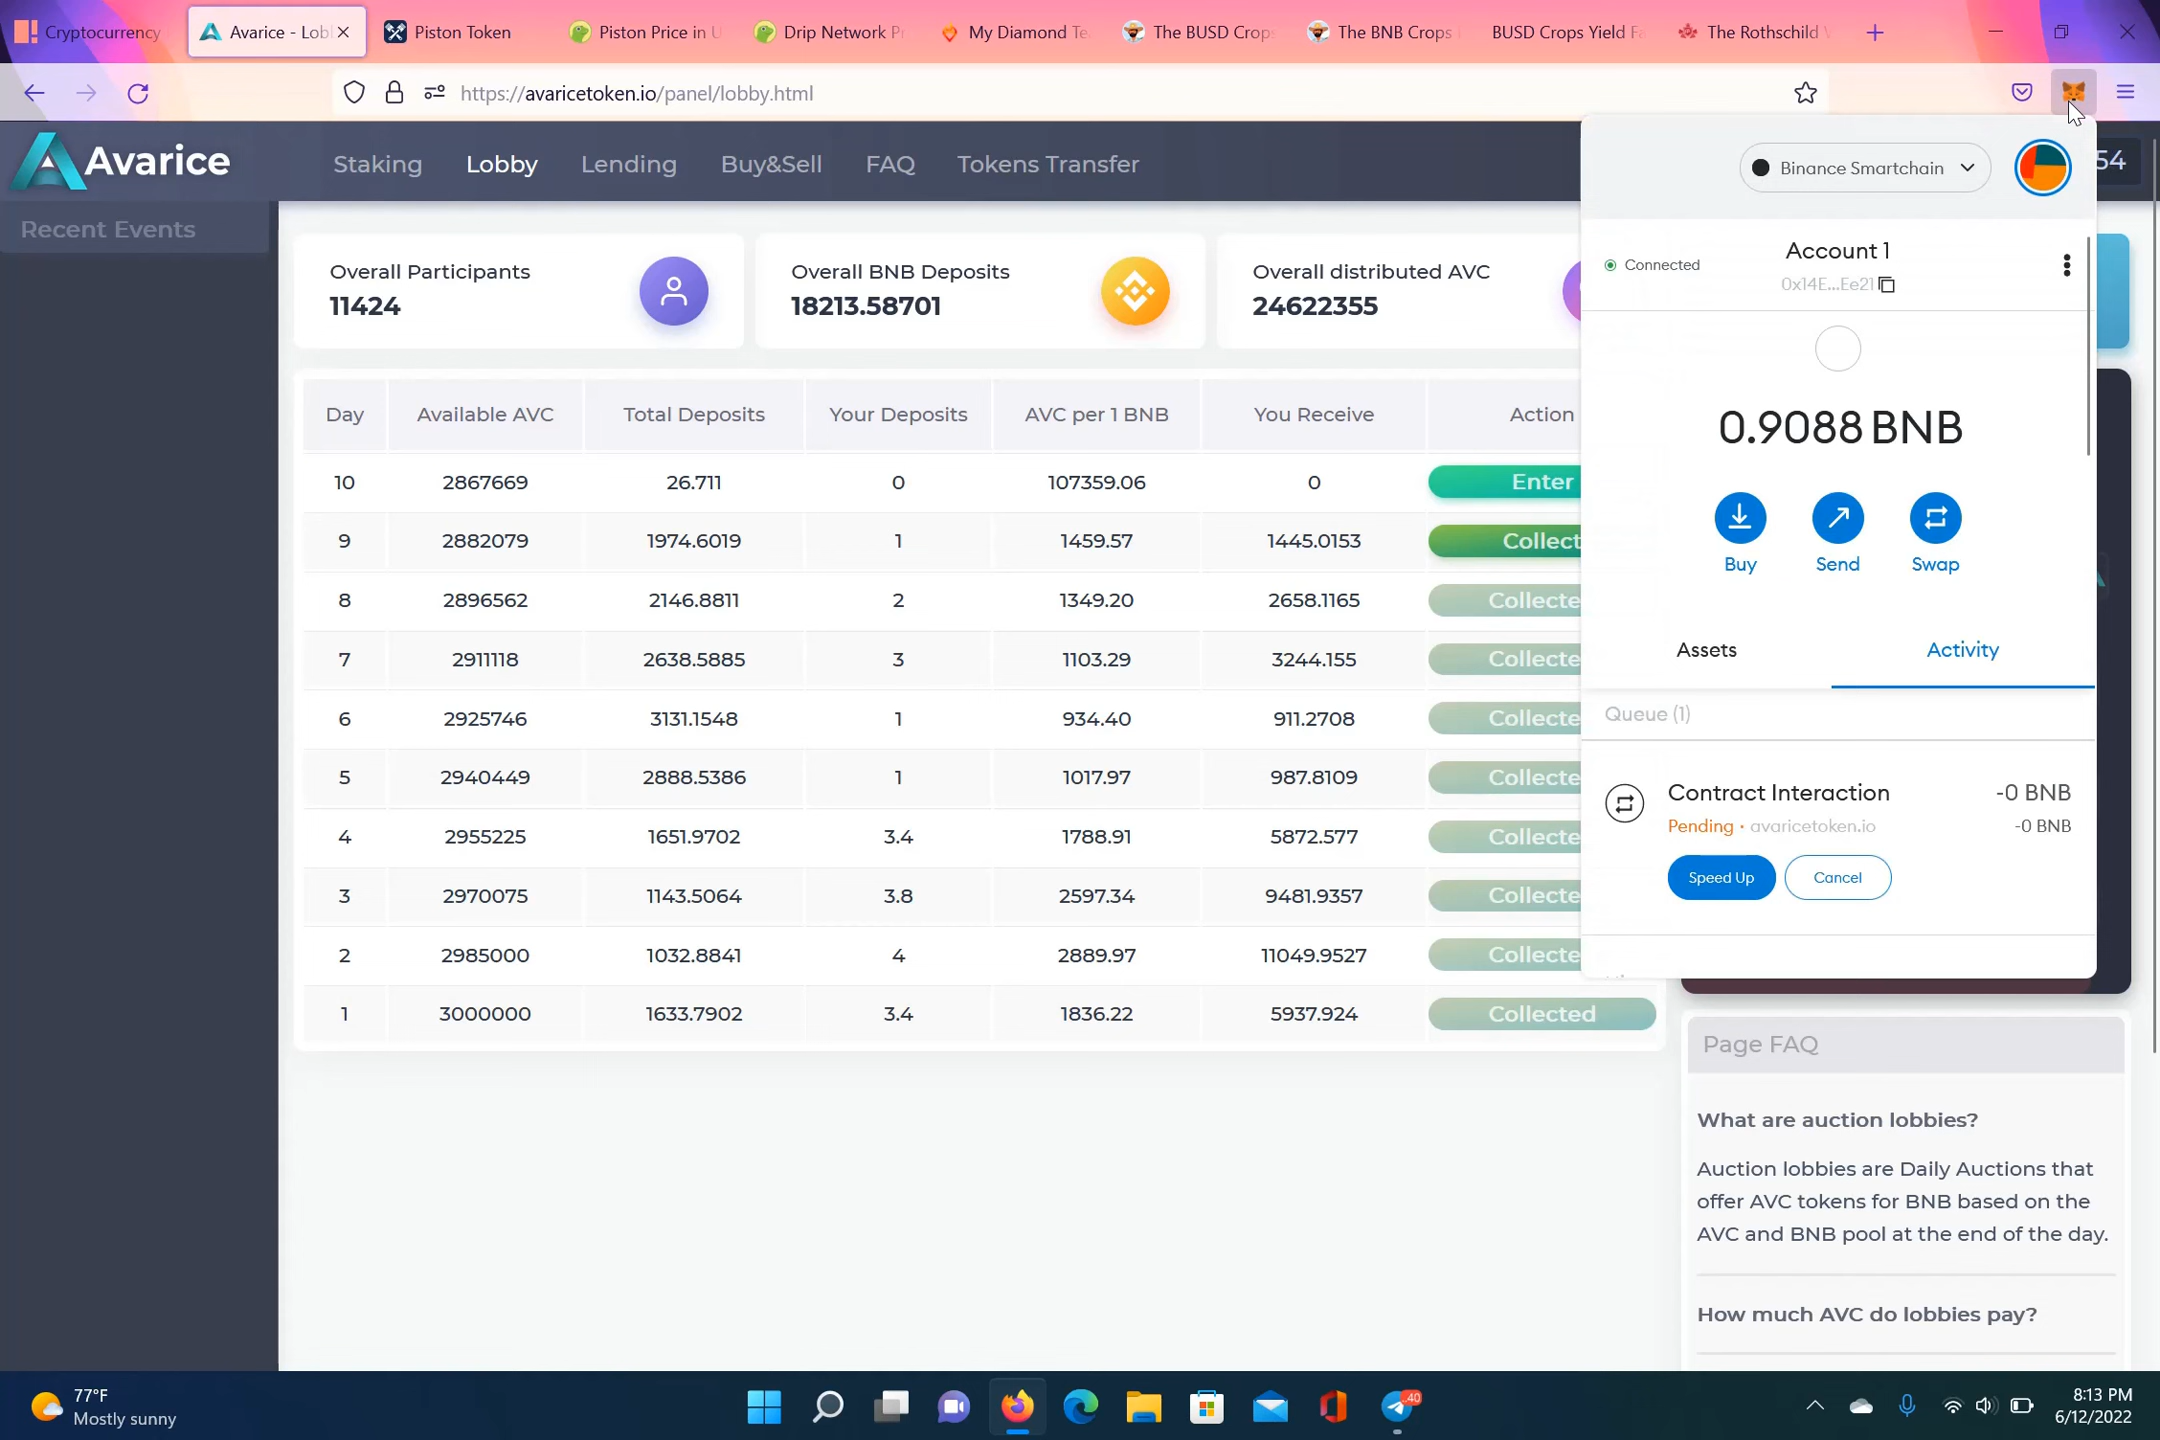 Cryptocurrency
Avarice - Lob
Piston Token
Piston Price in U
Drip Network Pr
My Diamond Te
The BUSD Crops
The BNB Crops
BUSD Crops Yield Fa
The Rothschild
https://avaricetoken.io/panel/lobby.html
Avarice
Staking Lobby Lending Buy&Sell FAQ Tokens Transfer
54
Recent Events
Overall Participants
11424
Overall BNB Deposits
18213.58701
Overall distributed AVC
24622355
Day Available AVC Total Deposits Your Deposits AVC per 1 BNB You Receive Action
10 2867669 26.711 0 107359.06 0 Enter
9 2882079 1974.6019 1 1459.57 1445.0153 Collect
8 2896562 2146.8811 2 1349.20 2658.1165 Collecte
7 2911118 2638.5885 3 1103.29 3244.155 Collecte
6 2925746 3131.1548 1 934.40 911.2708 Collecte
5 2940449 2888.5386 1 1017.97 987.8109 Collecte
4 2955225 1651.9702 3.4 1788.91 5872.577 Collecte
3 2970075 1143.5064 3.8 2597.34 9481.9357 Collecte
2 2985000 1032.8841 4 2889.97 11049.9527 Collecte
1 3000000 1633.7902 3.4 1836.22 5937.924 Collected
Binance Smartchain
Connected
Account 1
0x14E...Ee21
0.9088 BNB
Buy Send Swap
Assets Activity
Queue (1)
Contract Interaction -0 BNB
Pending · avaricetoken.io -0 BNB
Speed Up Cancel
Page FAQ
What are auction lobbies?
Auction lobbies are Daily Auctions that
offer AVC tokens for BNB based on the
AVC and BNB pool at the end of the day.
How much AVC do lobbies pay?
77°F
Mostly sunny
40
8:13 PM
6/12/2022